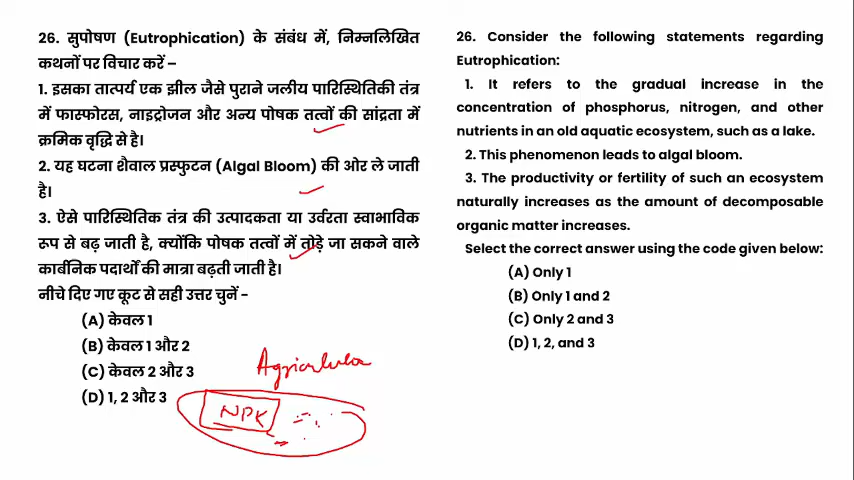 26. सुपोषण (Eutrophication) के संबंध में, निम्नलिखित
कथनों पर विचार करें –
1. इसका तात्पर्य एक झील जैसे पुराने जलीय पारिस्थितिकी तंत्र
में फास्फोरस, नाइट्रोजन और अन्य पोषक तत्वों की सांद्रता में
क्रमिक वृद्धि से है।
2. यह घटना शैवाल प्रस्फुटन (Algal Bloom) की ओर ले जाती
है।
3. ऐसे पारिस्थितिक तंत्र की उत्पादकता या उर्वरता स्वाभाविक
रूप से बढ़ जाती है, क्योंकि पोषक तत्वों में तोड़े जा सकने वाले
कार्बनिक पदार्थों की मात्रा बढ़ती जाती है।
नीचे दिए गए कूट से सही उत्तर चुनें -
(A) केवल 1
(B) केवल 1 और 2
(C) केवल 2 और 3
(D) 1, 2 और 3
NPK
26. Consider the following statements regarding
Eutrophication:
1. It refers to the gradual increase in the
concentration of phosphorus, nitrogen, and other
nutrients in an old aquatic ecosystem, such as a lake.
2. This phenomenon leads to algal bloom.
3. The productivity or fertility of such an ecosystem
naturally increases as the amount of decomposable
organic matter increases.
Select the correct answer using the code given below:
(A) Only 1
(B) Only 1 and 2
(C) Only 2 and 3
(D) 1, 2, and 3